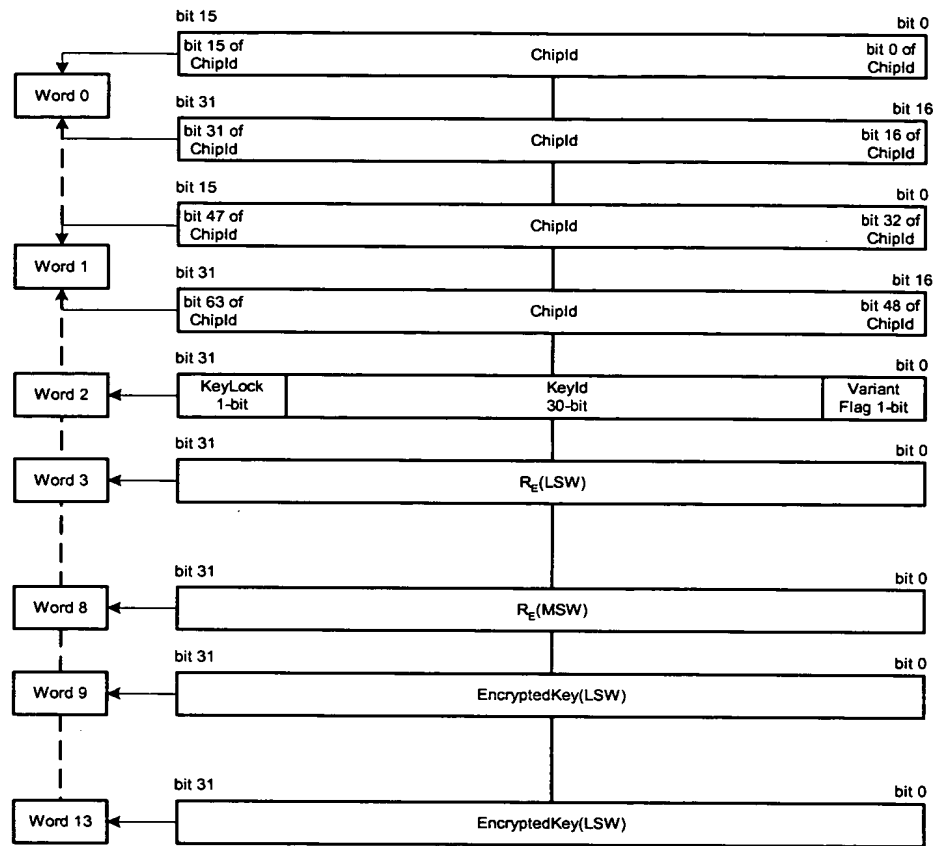 bit 15 bit 0
bit 15 of ChipId bit 0 of
ChipId ChipId
Word 0
bit 31 bit 16
bit 31 of ChipId bit 16 of
ChipId ChipId
bit 15 bit 0
bit 47 of ChipId bit 32 of
ChipId ChipId
Word 1
bit 31 bit 16
bit 63 of ChipId bit 48 of
ChipId ChipId
bit 31 bit 0
Word 2 KeyLock KeyId Variant
1-bit 30-bit Flag 1-bit
bit 31 bit 0
Word 3 RE(LSW)
bit 31 bit 0
Word 8 RE(MSW)
bit 31 bit 0
Word 9 EncryptedKey(LSW)
bit 31 bit 0
Word 13 EncryptedKey(LSW)